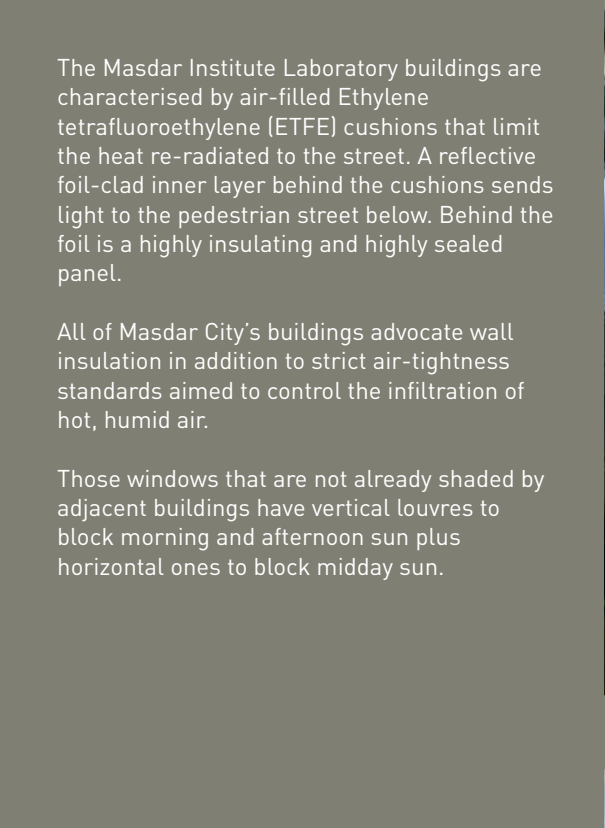 The Masdar Institute Laboratory buildings are
characterised by air-filled Ethylene
tetrafluoroethylene (ETFE) cushions that limit
the heat re-radiated to the street. A reflective
foil-clad inner layer behind the cushions sends
light to the pedestrian street below. Behind the
foil is a highly insulating and highly sealed
panel.
All of Masdar City’s buildings advocate wall
insulation in addition to strict air-tightness
standards aimed to control the infiltration of
hot, humid air.
Those windows that are not already shaded by
adjacent buildings have vertical louvres to
block morning and afternoon sun plus
horizontal ones to block midday sun.